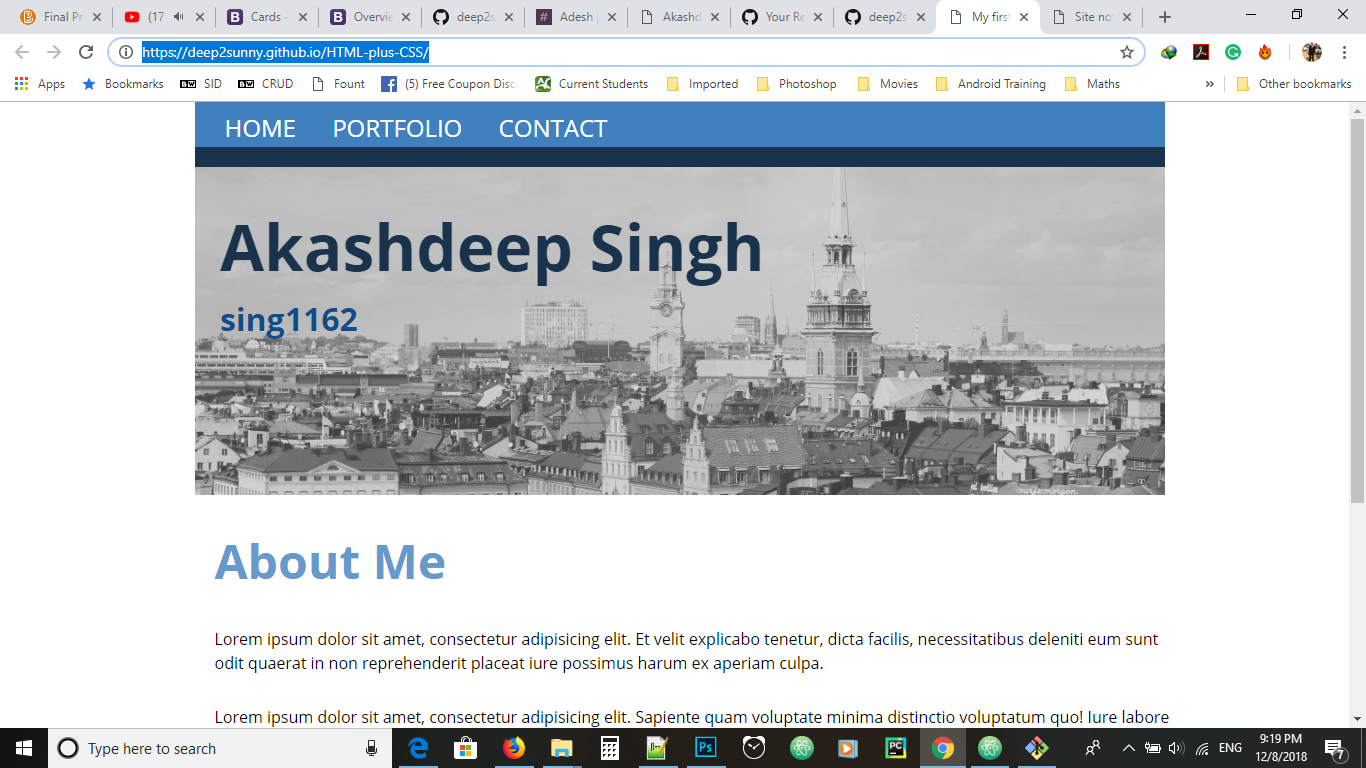 Final Pr
(17
Cards -
Overvie
deep2s
Adesh
Akashd
Your Re
deep2s
My first
Site not
https://deep2sunny.github.io/HTML-plus-CSS/
Apps
Bookmarks
SID
CRUD
Fount
(5) Free Coupon Disc
Current Students
Imported
Photoshop
Movies
Android Training
Maths
»
Other bookmarks
HOME PORTFOLIO CONTACT
Akashdeep Singh
sing1162
About Me
Lorem ipsum dolor sit amet, consectetur adipisicing elit. Et velit explicabo tenetur, dicta facilis, necessitatibus deleniti eum sunt
odit quaerat in non reprehenderit placeat iure possimus harum ex aperiam culpa.
Lorem ipsum dolor sit amet, consectetur adipisicing elit. Sapiente quam voluptate minima distinctio voluptatum quo! Iure labore
Type here to search
Ps
PC
ENG
9:19 PM
12/8/2018
7